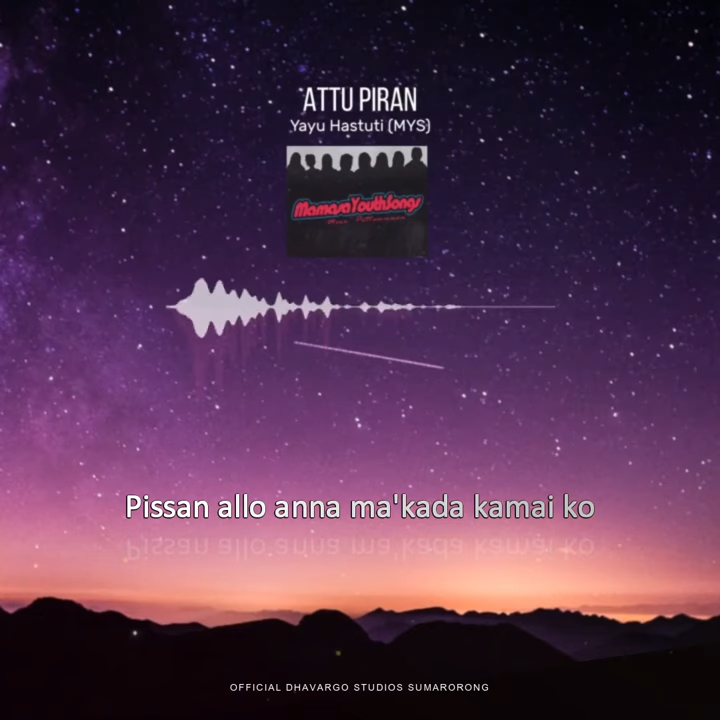 ATTU PIRAN
Yayu Hastuti (MYS)
MamasaYouthSongs
Pissan allo anna ma'kada kamai ko
OFFICIAL DHAVARGO STUDIOS SUMARORONG